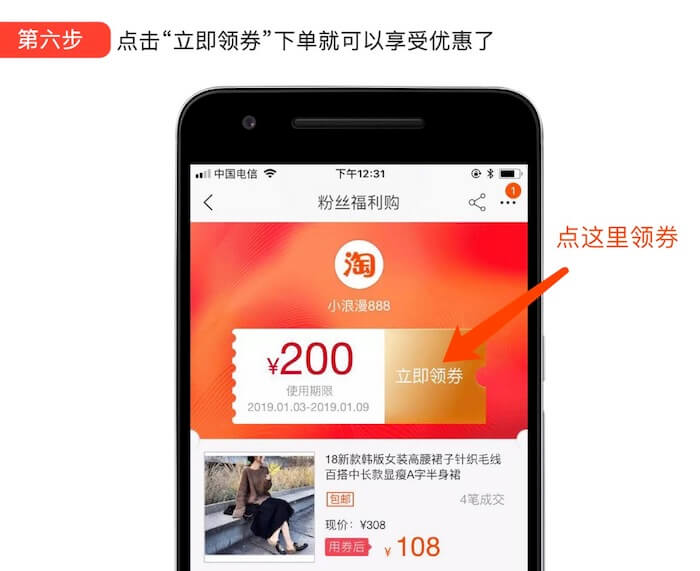 第六步 点击“立即领券”下单就可以享受优惠了
中国电信 下午12:31
粉丝福利购 1
点这里领券
淘
小浪漫888
¥200
立即领券
使用期限
2019.01.03-2019.01.09
18新款韩版女装高腰裙子针织毛线
百搭中长款显瘦A字半身裙
包邮 4笔成交
现价: ¥308
用券后 ¥ 108